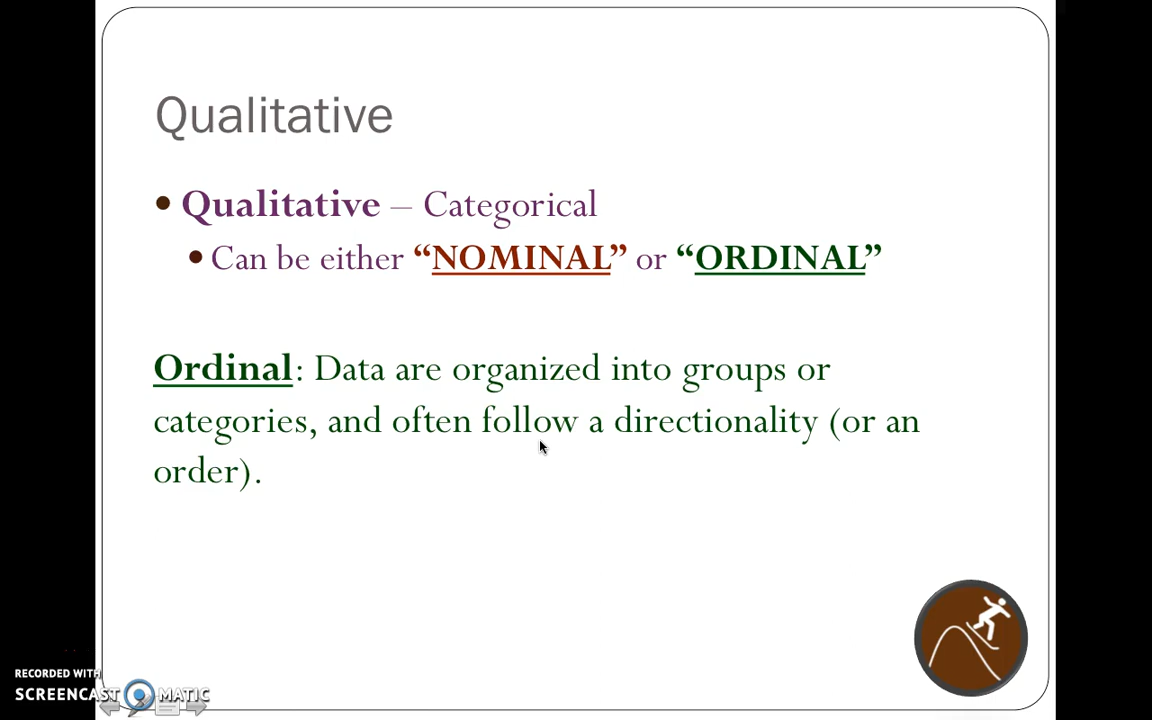 Qualitative
• Qualitative – Categorical
• Can be either “NOMINAL” or “ORDINAL”
Ordinal: Data are organized into groups or
categories, and often follow a directionality (or an
order).
RECORDED WITH
SCREENCAST MATIC